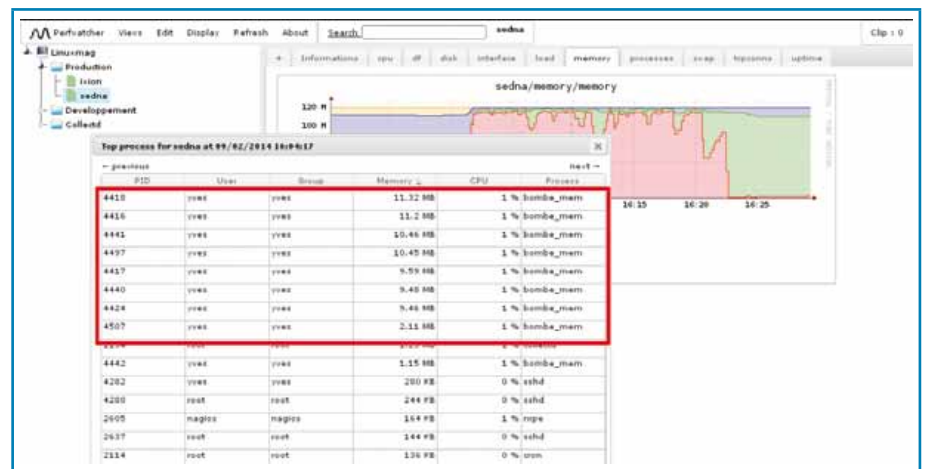 Perfwatcher Views Edit Display Refresh About Search sedna Clip : 0
Linuxmag
Production
ixion
sedna
Developpement
Collectd
+ Informations cpu df disk interface load memory processes swap tcpconns uptime
sedna/memory/memory
120 M
100 M
16:15 16:20 16:25
Top process for sedna at 09/02/2014 16:04:17
← previous next →
PID User Group Memory CPU Process
4418 yves yves 11.32 MB 1 % bombe_mem
4416 yves yves 11.2 MB 1 % bombe_mem
4441 yves yves 10.46 MB 1 % bombe_mem
4497 yves yves 10.45 MB 1 % bombe_mem
4417 yves yves 9.59 MB 1 % bombe_mem
4440 yves yves 9.48 MB 1 % bombe_mem
4424 yves yves 9.46 MB 1 % bombe_mem
4507 yves yves 2.11 MB 1 % bombe_mem
4442 yves yves 1.15 MB 1 % bombe_mem
4282 yves yves 280 KB 0 % sshd
4280 root root 244 KB 0 % sshd
2605 nagios nagios 164 KB 1 % nrpe
2637 root root 144 KB 0 % sshd
2114 root root 136 KB 0 % cron